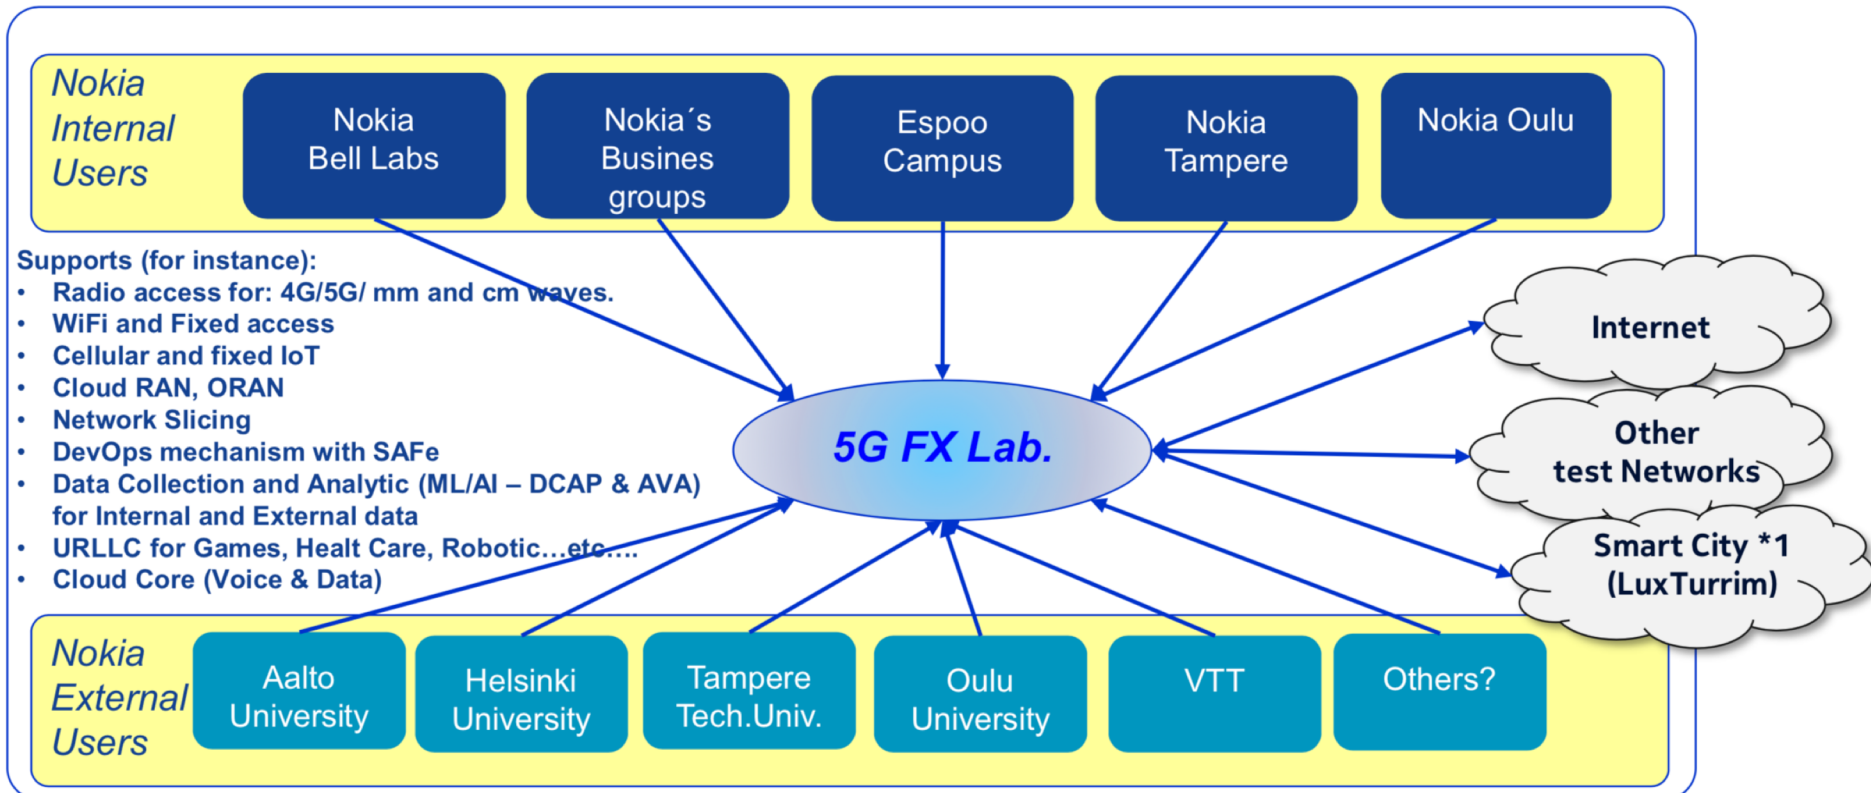 Nokia
Internal
Users
Nokia
Bell Labs
Nokia´s
Busines
groups
Espoo
Campus
Nokia
Tampere
Nokia Oulu
Supports (for instance):
• Radio access for: 4G/5G/ mm and cm waves.
• WiFi and Fixed access
• Cellular and fixed IoT
• Cloud RAN, ORAN
• Network Slicing
• DevOps mechanism with SAFe
• Data Collection and Analytic (ML/AI – DCAP & AVA)
for Internal and External data
• URLLC for Games, Healt Care, Robotic…etc….
• Cloud Core (Voice & Data)
5G FX Lab.
Internet
Other
test Networks
Smart City *1
(LuxTurrim)
Nokia
External
Users
Aalto
University
Helsinki
University
Tampere
Tech.Univ.
Oulu
University
VTT
Others?